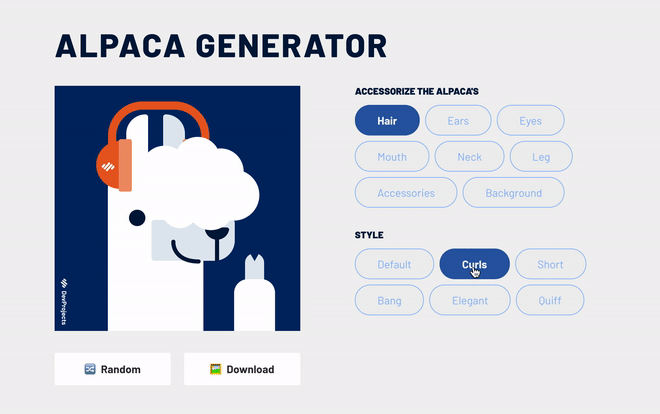 ALPACA GENERATOR
ACCESSORIZE THE ALPACA'S
Hair Ears Eyes
Mouth Neck Leg
Accessories Background
STYLE
Default Curls Short
Bang Elegant Quiff
DevProjects
Random Download